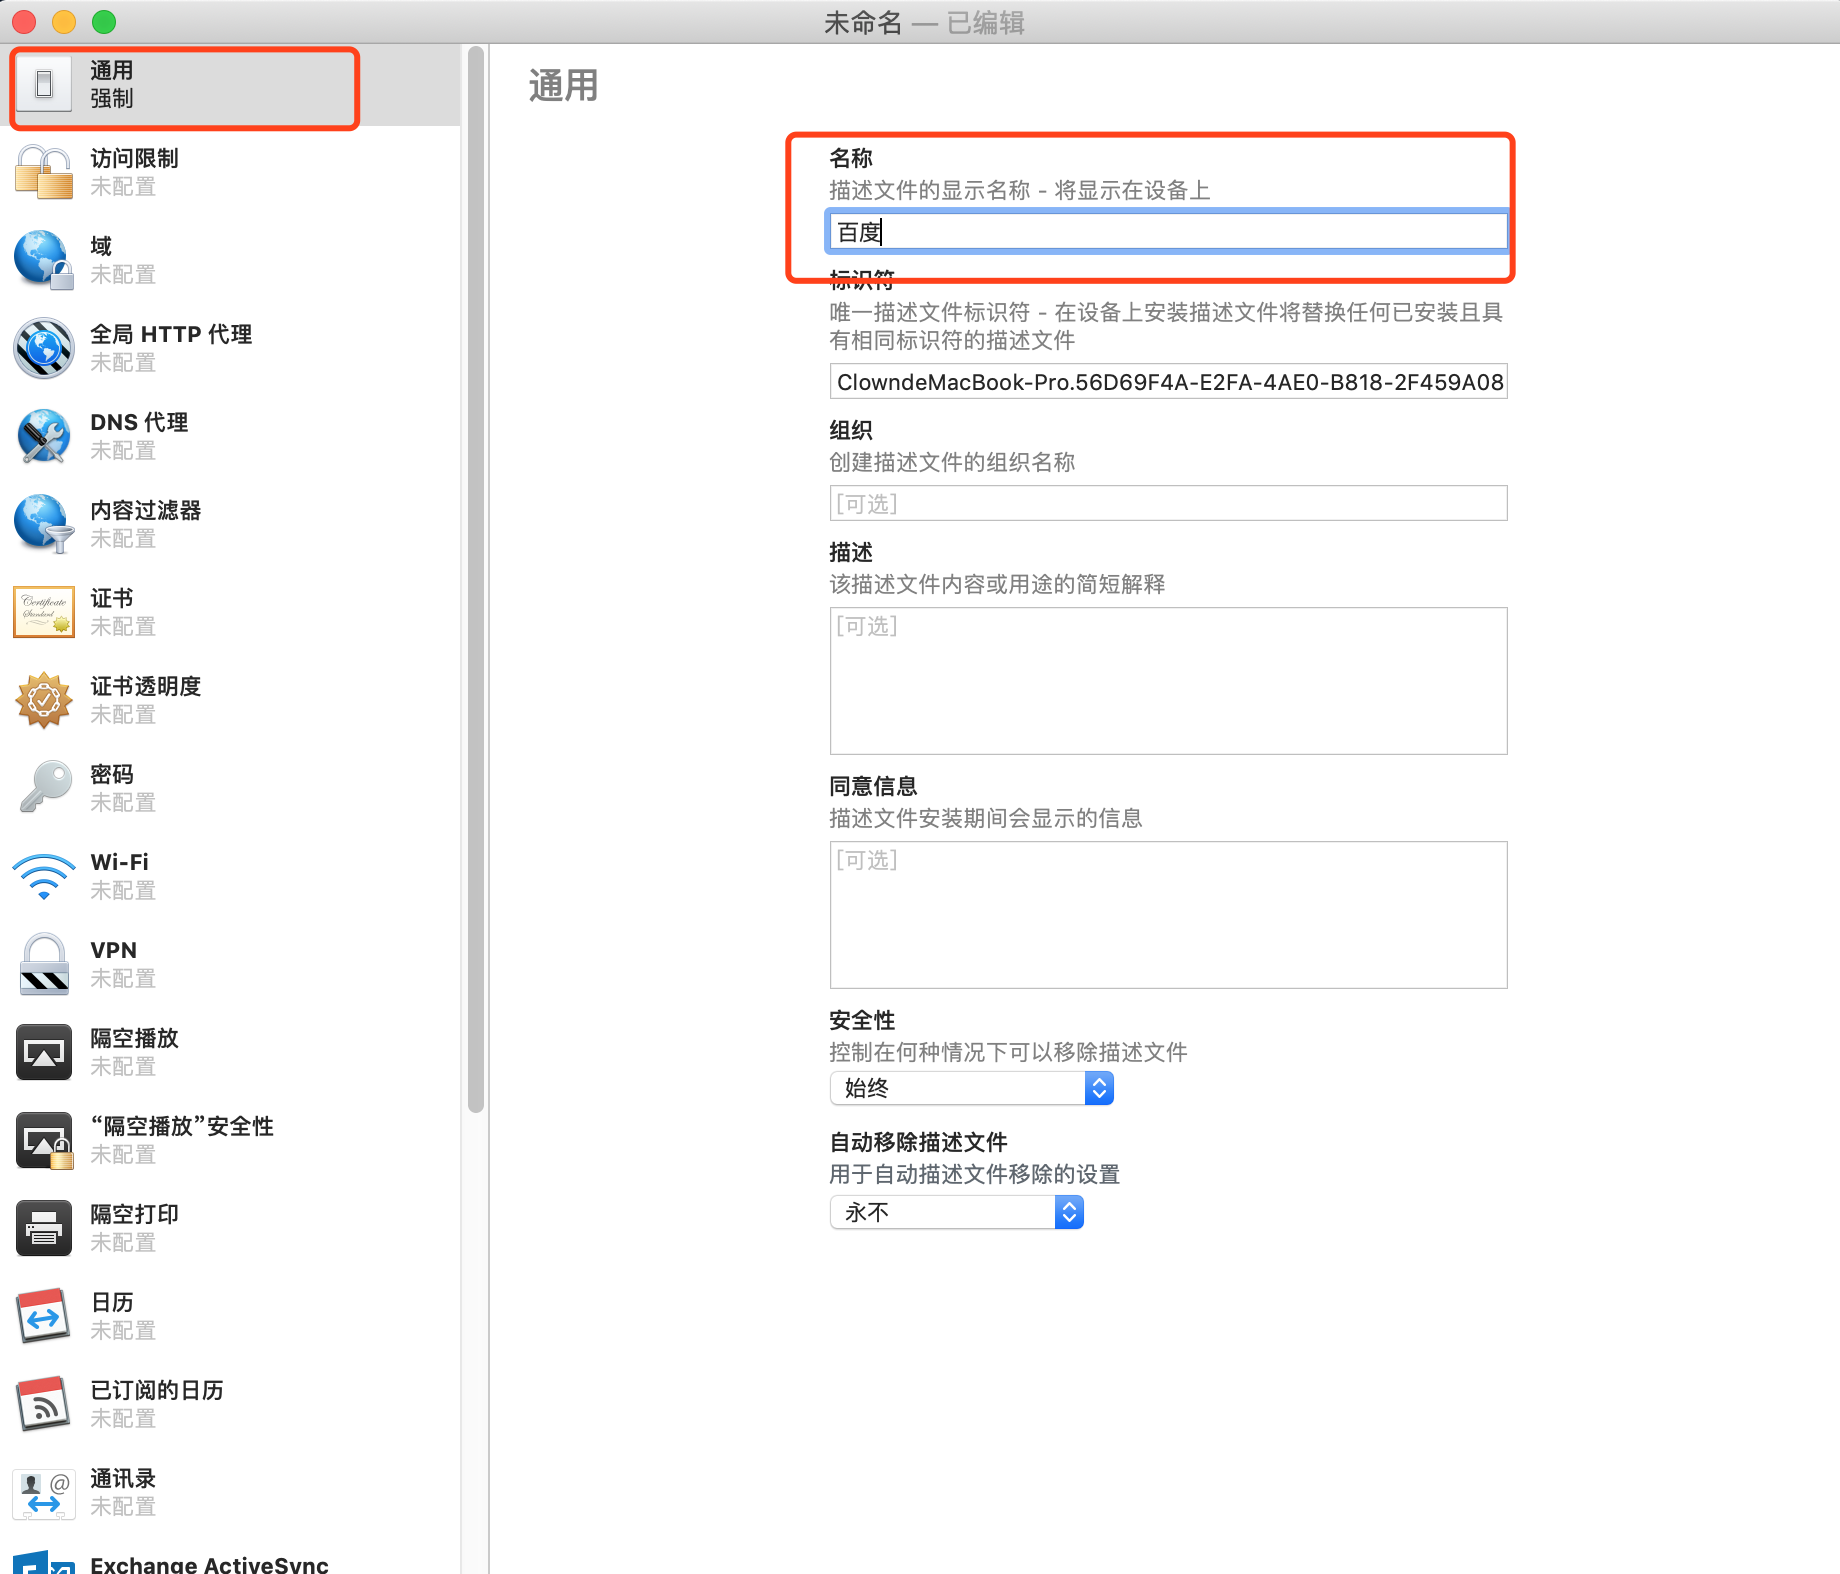 未命名 — 已编辑
通用
强制
访问限制
未配置
域
未配置
全局 HTTP 代理
未配置
DNS 代理
未配置
内容过滤器
未配置
Certificate
Standard
证书
未配置
证书透明度
未配置
密码
未配置
Wi-Fi
未配置
VPN
未配置
隔空播放
未配置
“隔空播放”安全性
未配置
隔空打印
未配置
日历
未配置
已订阅的日历
未配置
@
通讯录
未配置
Exchange ActiveSync
通用
名称
描述文件的显示名称 - 将显示在设备上
百度
标识符
唯一描述文件标识符 - 在设备上安装描述文件将替换任何已安装且具
有相同标识符的描述文件
ClowndeMacBook-Pro.56D69F4A-E2FA-4AE0-B818-2F459A08
组织
创建描述文件的组织名称
[可选]
描述
该描述文件内容或用途的简短解释
[可选]
同意信息
描述文件安装期间会显示的信息
[可选]
安全性
控制在何种情况下可以移除描述文件
始终
自动移除描述文件
用于自动描述文件移除的设置
永不